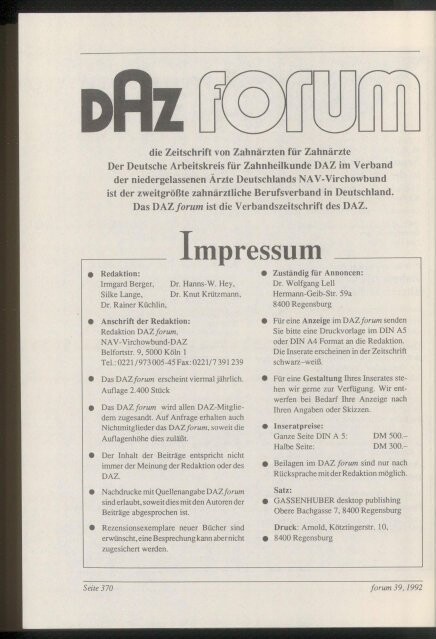 DAZ FORUM
die Zeitschrift von Zahnärzten für Zahnärzte
Der Deutsche Arbeitskreis für Zahnheilkunde DAZ im Verband
der niedergelassenen Ärzte Deutschlands NAV-Virchowbund
ist der zweitgrößte zahnärztliche Berufsverband in Deutschland.
Das DAZ forum ist die Verbandszeitschrift des DAZ.
Impressum
● Redaktion:
Irmgard Berger, Dr. Hanns-W. Hey,
Silke Lange, Dr. Knut Krützmann,
Dr. Rainer Küchlin,
● Anschrift der Redaktion:
Redaktion DAZ forum,
NAV-Virchowbund-DAZ
Belfortstr. 9, 5000 Köln 1
Tel.: 0221/973 005-45 Fax: 0221/7 391 239
● Das DAZ forum erscheint viermal jährlich.
Auflage 2.400 Stück
● Das DAZ forum wird allen DAZ-Mitglie-
dern zugesandt. Auf Anfrage erhalten auch
Nichtmitglieder das DAZ forum, soweit die
Auflagenhöhe dies zuläßt.
● Der Inhalt der Beiträge entspricht nicht
immer der Meinung der Redaktion oder des
DAZ.
● Nachdrucke mit Quellenangabe DAZ forum
sind erlaubt, soweit dies mit den Autoren der
Beiträge abgesprochen ist.
● Rezensionsexemplare neuer Bücher sind
erwünscht, eine Besprechung kann aber nicht
zugesichert werden.
● Zuständig für Annoncen:
Dr. Wolfgang Lell
Hermann-Geib-Str. 59a
8400 Regensburg
● Für eine Anzeige im DAZ forum senden
Sie bitte eine Druckvorlage im DIN A5
oder DIN A4 Format an die Redaktion.
Die Inserate erscheinen in der Zeitschrift
schwarz–weiß.
● Für eine Gestaltung Ihres Inserates ste-
hen wir gerne zur Verfügung. Wir ent-
werfen bei Bedarf Ihre Anzeige nach
Ihren Angaben oder Skizzen.
● Inseratpreise:
Ganze Seite DIN A 5: DM 500.–
Halbe Seite: DM 300.–
● Beilagen im DAZ forum sind nur nach
Rücksprache mit der Redaktion möglich.
Satz:
● GASSENHUBER desktop publishing
Obere Bachgasse 7, 8400 Regensburg
Druck: Arnold, Kötztingerstr. 10,
● 8400 Regensburg
Seite 370
forum 39, 1992